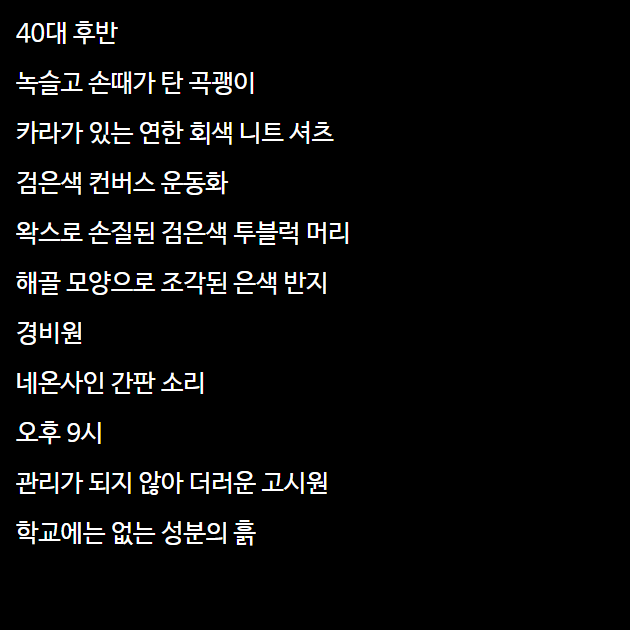 40대 후반
녹슬고 손때가 탄 곡괭이
카라가 있는 연한 회색 니트 셔츠
검은색 컨버스 운동화
왁스로 손질된 검은색 투블럭 머리
해골 모양으로 조각된 은색 반지
경비원
네온사인 간판 소리
오후 9시
관리가 되지 않아 더러운 고시원
학교에는 없는 성분의 흙